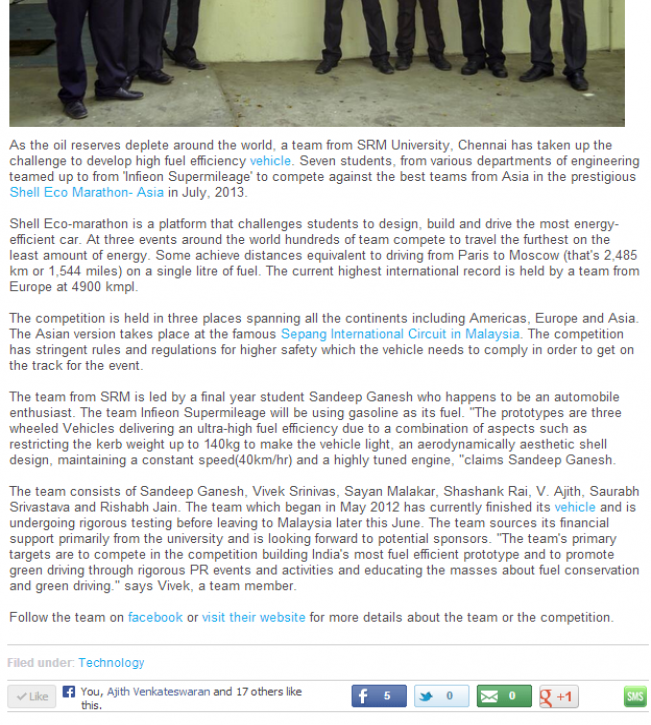 As the oil reserves deplete around the world, a team from SRM University, Chennai has taken up the
challenge to develop high fuel efficiency vehicle. Seven students, from various departments of engineering
teamed up to from 'Infieon Supermileage' to compete against the best teams from Asia in the prestigious
Shell Eco Marathon- Asia in July, 2013.
Shell Eco-marathon is a platform that challenges students to design, build and drive the most energy-
efficient car. At three events around the world hundreds of team compete to travel the furthest on the
least amount of energy. Some achieve distances equivalent to driving from Paris to Moscow (that's 2,485
km or 1,544 miles) on a single litre of fuel. The current highest international record is held by a team from
Europe at 4900 kmpl.
The competition is held in three places spanning all the continents including Americas, Europe and Asia.
The Asian version takes place at the famous Sepang International Circuit in Malaysia. The competition
has stringent rules and regulations for higher safety which the vehicle needs to comply in order to get on
the track for the event.
The team from SRM is led by a final year student Sandeep Ganesh who happens to be an automobile
enthusiast. The team Infieon Supermileage will be using gasoline as its fuel. "The prototypes are three
wheeled Vehicles delivering an ultra-high fuel efficiency due to a combination of aspects such as
restricting the kerb weight up to 140kg to make the vehicle light, an aerodynamically aesthetic shell
design, maintaining a constant speed(40km/hr) and a highly tuned engine, "claims Sandeep Ganesh.
The team consists of Sandeep Ganesh, Vivek Srinivas, Sayan Malakar, Shashank Rai, V. Ajith, Saurabh
Srivastava and Rishabh Jain. The team which began in May 2012 has currently finished its vehicle and is
undergoing rigorous testing before leaving to Malaysia later this June. The team sources its financial
support primarily from the university and is looking forward to potential sponsors. "The team's primary
targets are to compete in the competition building India's most fuel efficient prototype and to promote
green driving through rigorous PR events and activities and educating the masses about fuel conservation
and green driving." says Vivek, a team member.
Follow the team on facebook or visit their website for more details about the team or the competition.
Filed under: Technology
Like You, Ajith Venkateswaran and 17 others like f 5 0 0 g +1 SMS
this.